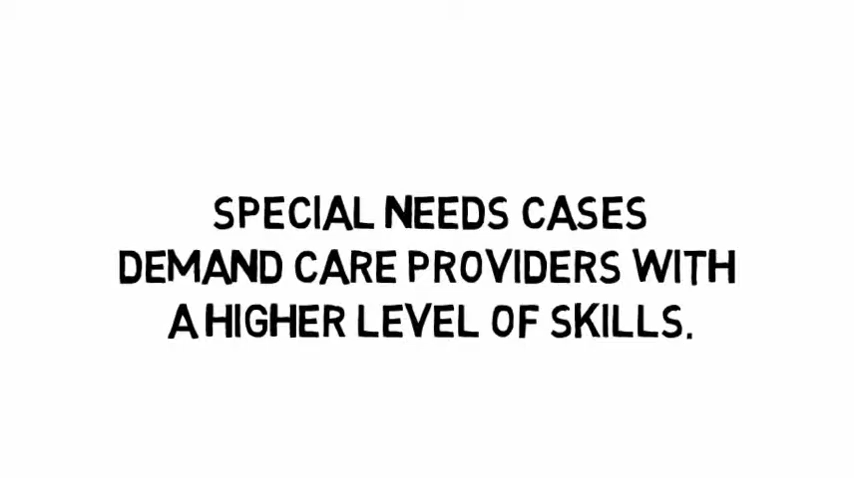 SPECIAL NEEDS CASES
DEMAND CARE PROVIDERS WITH
A HIGHER LEVEL OF SKILLS.